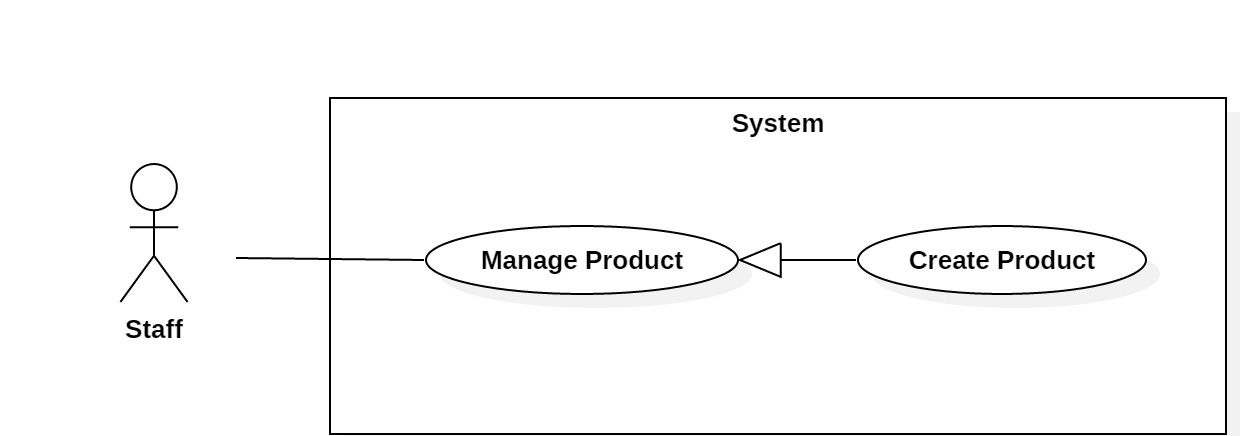 System
Manage Product
Create Product
Staff